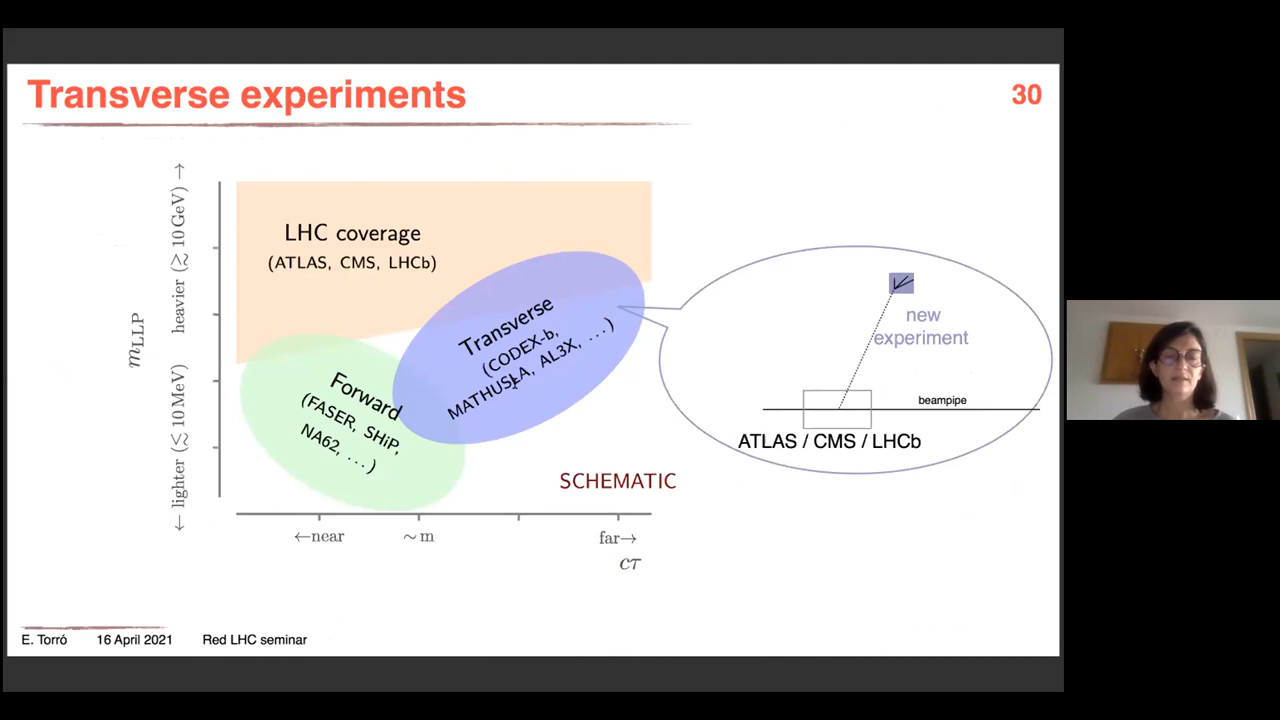 Transverse experiments
30
← lighter (≲ 10 MeV) heavier (≳ 10 GeV) →
m_LLP
LHC coverage
(ATLAS, CMS, LHCb)
Transverse
(CODEX-b,
MATHUSLA, AL3X, ...)
Forward
(FASER, SHiP,
NA62, ...)
SCHEMATIC
←near
∼ m
far→
cτ
new
experiment
beampipe
ATLAS / CMS / LHCb
E. Torró 16 April 2021 Red LHC seminar